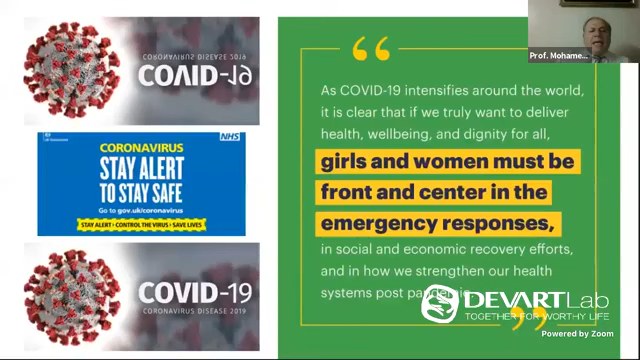 CORONAVIRUS DISEASE 2019
COVID-19
NHS
CORONAVIRUS
STAY ALERT
TO STAY SAFE
Go to gov.uk/coronavirus
STAY ALERT • CONTROL THE VIRUS • SAVE LIVES
COVID-19
CORONAVIRUS DISEASE 2019
“
As COVID-19 intensifies around the world,
it is clear that if we truly want to deliver
health, wellbeing, and dignity for all,
girls and women must be
front and center in the
emergency responses,
in social and economic recovery efforts,
and in how we strengthen our health
systems post
”
Prof. Mohame...
DEVART Lab
TOGETHER FOR WORTHY LIFE
Powered by Zoom